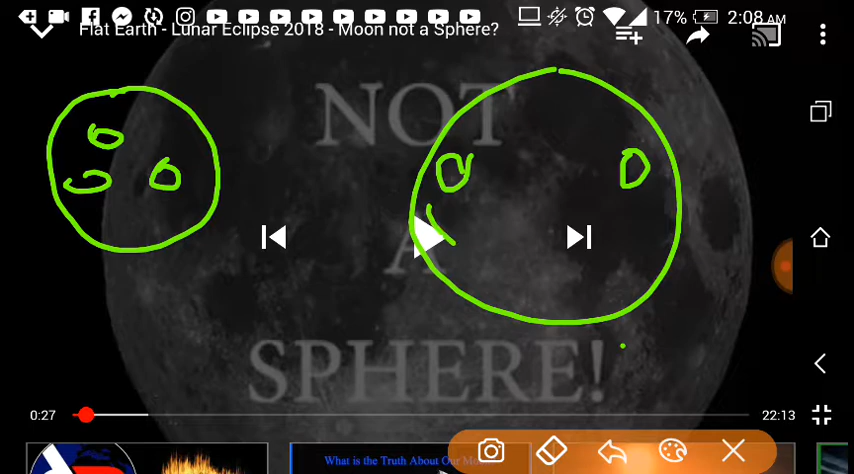 17% 2:08 AM
Flat Earth - Lunar Eclipse 2018 - Moon not a Sphere?
NOT
A
SPHERE!
0:27 22:13
What is the Truth About Our Mo